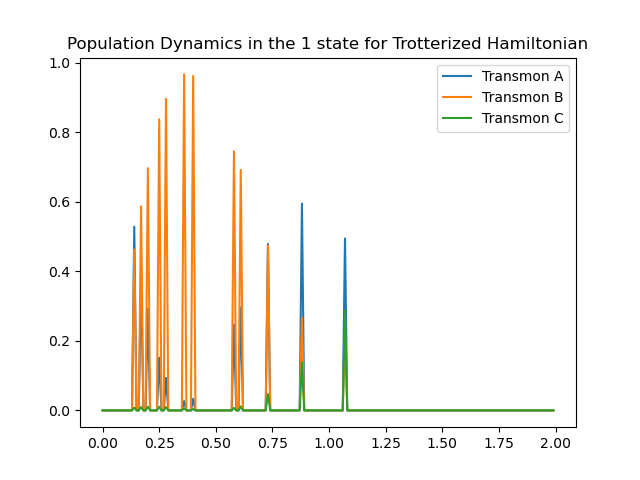 Population Dynamics in the 1 state for Trotterized Hamiltonian
Transmon A
Transmon B
Transmon C
1.0
0.8
0.6
0.4
0.2
0.0
0.00 0.25 0.50 0.75 1.00 1.25 1.50 1.75 2.00